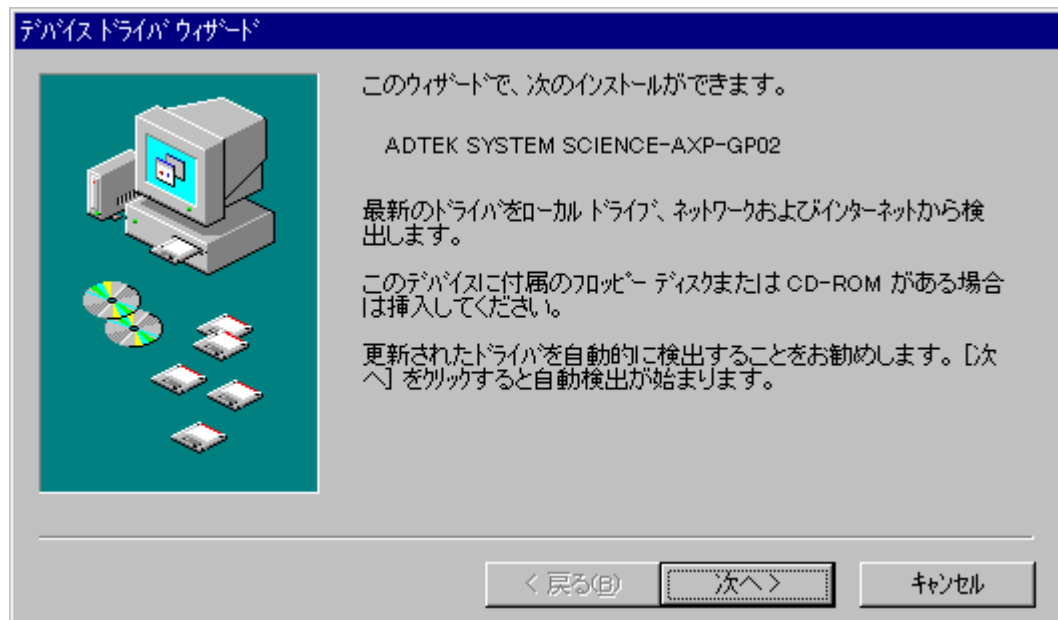 ﾃﾞﾊﾞｲｽ ﾄﾞﾗｲﾊﾞ ｳｨｻﾞｰﾄﾞ
このｳｨｻﾞｰﾄﾞで、次のｲﾝｽﾄｰﾙができます。
ADTEK SYSTEM SCIENCE-AXP-GP02
最新のﾄﾞﾗｲﾊﾞをﾛｰｶﾙ ﾄﾞﾗｲﾌﾞ、ﾈｯﾄﾜｰｸおよびｲﾝﾀｰﾈｯﾄから検
出します。
このﾃﾞﾊﾞｲｽに付属のﾌﾛｯﾋﾟｰ ﾃﾞｨｽｸまたは CD-ROM がある場合
は挿入してください。
更新されたﾄﾞﾗｲﾊﾞを自動的に検出することをお勧めします。［次
へ］をｸﾘｯｸすると自動検出が始まります。
< 戻る(B)
次へ >
ｷｬﾝｾﾙ